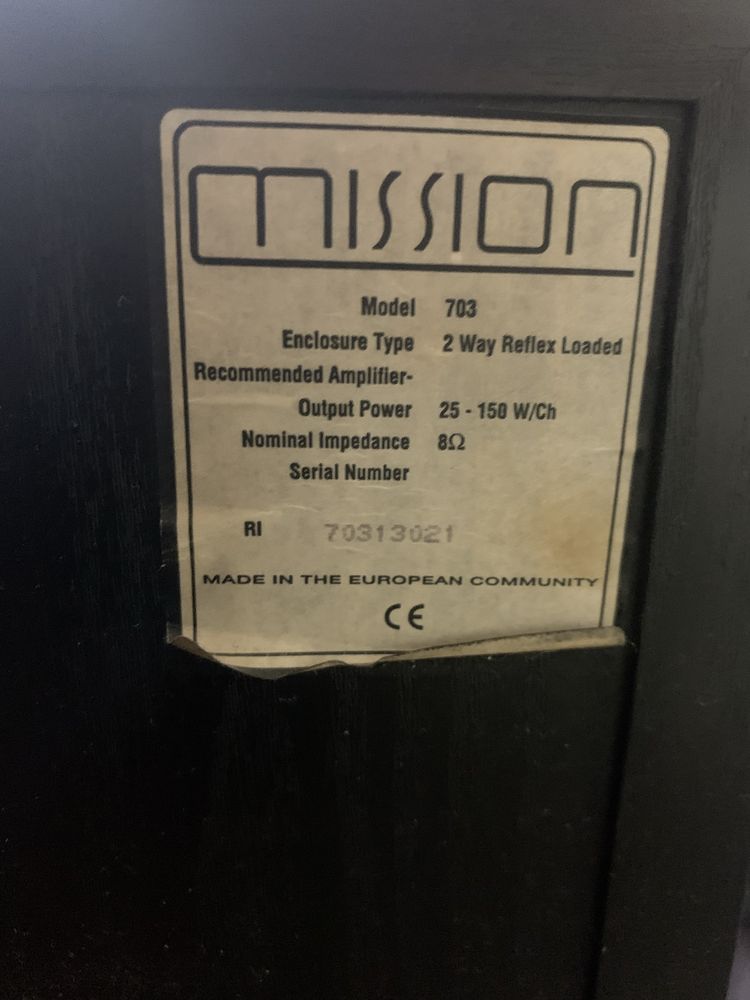 mission
Model 703
Enclosure Type 2 Way Reflex Loaded
Recommended Amplifier-
Output Power 25 - 150 W/Ch
Nominal Impedance 8Ω
Serial Number
RI 70313021
MADE IN THE EUROPEAN COMMUNITY
CE